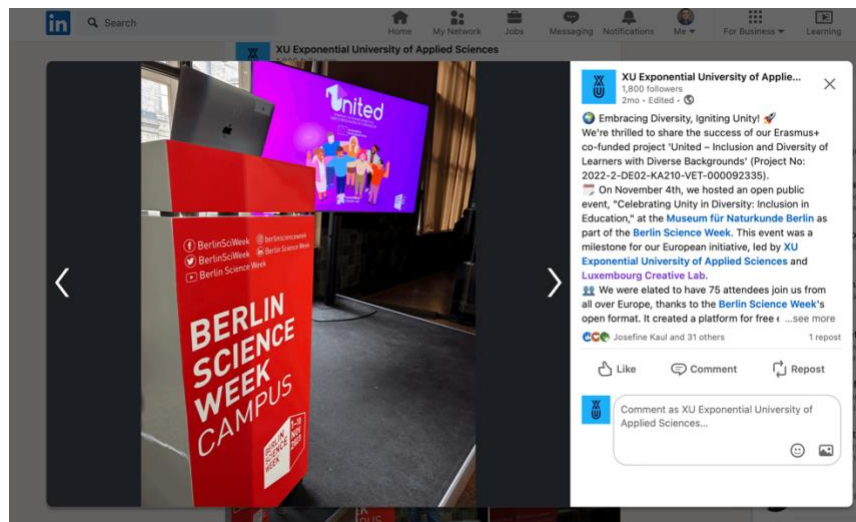 in
Search
Home
My Network
Jobs
Messaging
Notifications
Me
For Business
Learning
XU Exponential University of Applied Sciences
United
BerlinSciWeek
berlinscienceweek
BerlinSciWeek
Berlin Science Week
Berlin Science Week
BERLIN
SCIENCE
WEEK
CAMPUS
BERLIN
SCIENCE
WEEK
1–10
NOV
2023
XU Exponential University of Applie...
1,800 followers
2mo • Edited •
Embracing Diversity, Igniting Unity!
We're thrilled to share the success of our Erasmus+
co-funded project 'United – Inclusion and Diversity of
Learners with Diverse Backgrounds' (Project No:
2022-2-DE02-KA210-VET-000092335).
On November 4th, we hosted an open public
event, "Celebrating Unity in Diversity: Inclusion in
Education," at the Museum für Naturkunde Berlin as
part of the Berlin Science Week. This event was a
milestone for our European initiative, led by XU
Exponential University of Applied Sciences and
Luxembourg Creative Lab.
We were elated to have 75 attendees join us from
all over Europe, thanks to the Berlin Science Week's
open format. It created a platform for free e ...see more
Josefine Kaul and 31 others
1 repost
Like
Comment
Repost
Comment as XU Exponential University of
Applied Sciences...